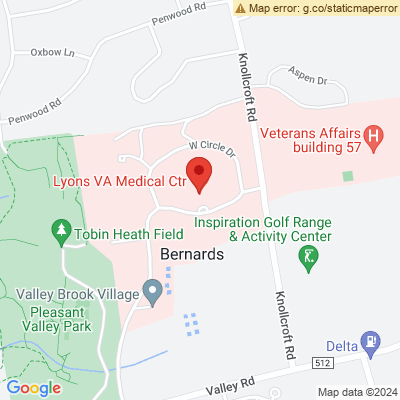 Map error: g.co/staticmaperror
Penwood Rd
Oxbow Ln
Knollcroft Rd
Aspen Dr
Penwood Rd
W Circle Dr
Veterans Affairs
building 57
H
Lyons VA Medical Ctr
Tobin Heath Field
Inspiration Golf Range
& Activity Center
Bernards
Valley Brook Village
Pleasant
Valley Park
Knollcroft Rd
Delta
512
Valley Rd
Google
Map data ©2024